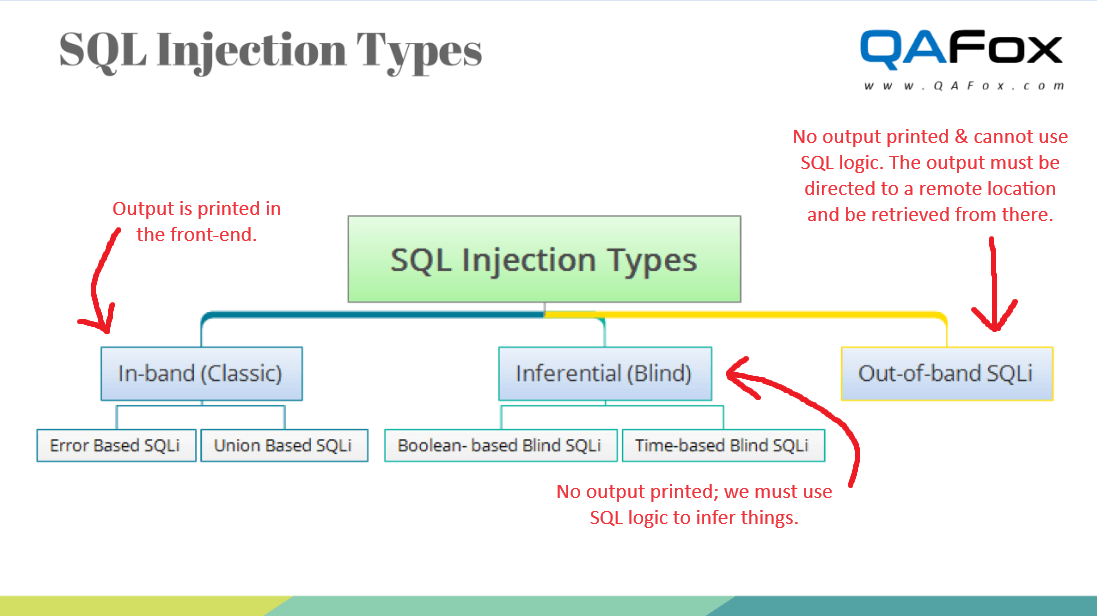 SQL Injection Types
QAFox
www.QAFox.com
No output printed & cannot use
SQL logic. The output must be
directed to a remote location
and be retrieved from there.
Output is printed in
the front-end.
SQL Injection Types
In-band (Classic)
Inferential (Blind)
Out-of-band SQLi
Error Based SQLi
Union Based SQLi
Boolean- based Blind SQLi
Time-based Blind SQLi
No output printed; we must use
SQL logic to infer things.